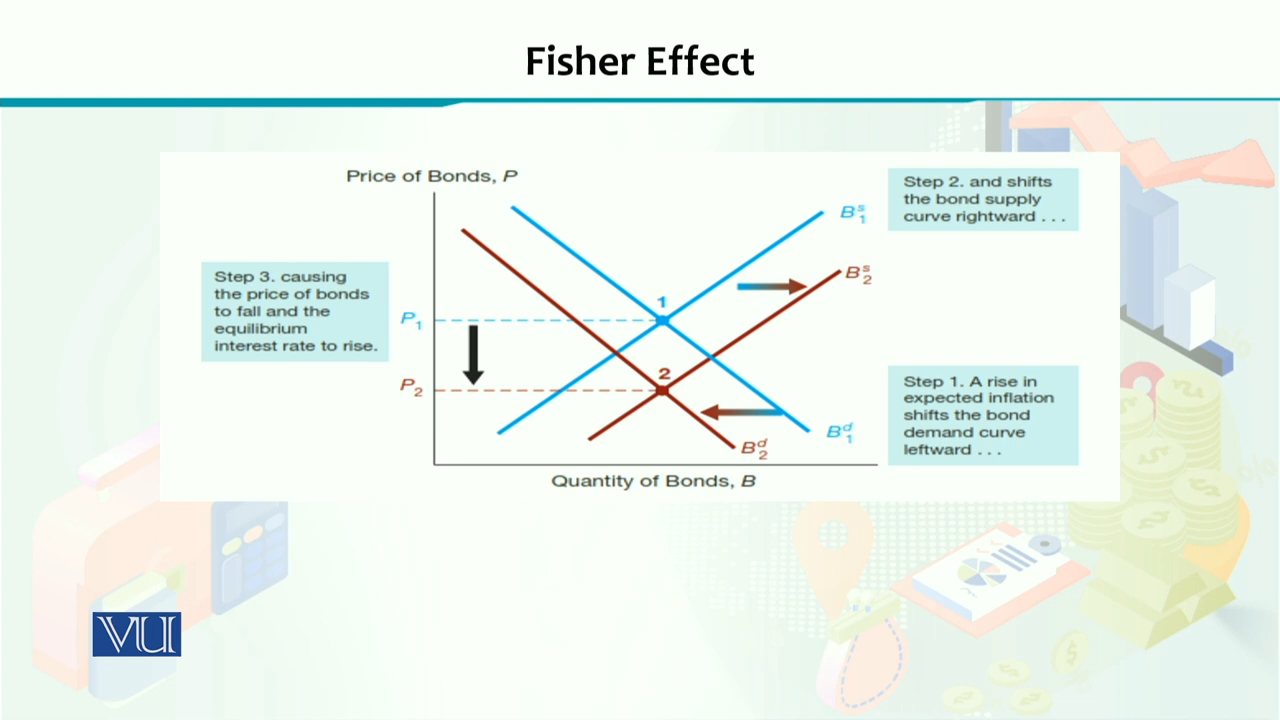 Fisher Effect
Price of Bonds, P
Step 2. and shifts
the bond supply
curve rightward . . .
B₁ˢ
B₂ˢ
Step 3. causing
the price of bonds
to fall and the
equilibrium
interest rate to rise.
1
P₁
2
P₂
Step 1. A rise in
expected inflation
shifts the bond
demand curve
leftward . . .
B₁ᵈ
B₂ᵈ
Quantity of Bonds, B
VU